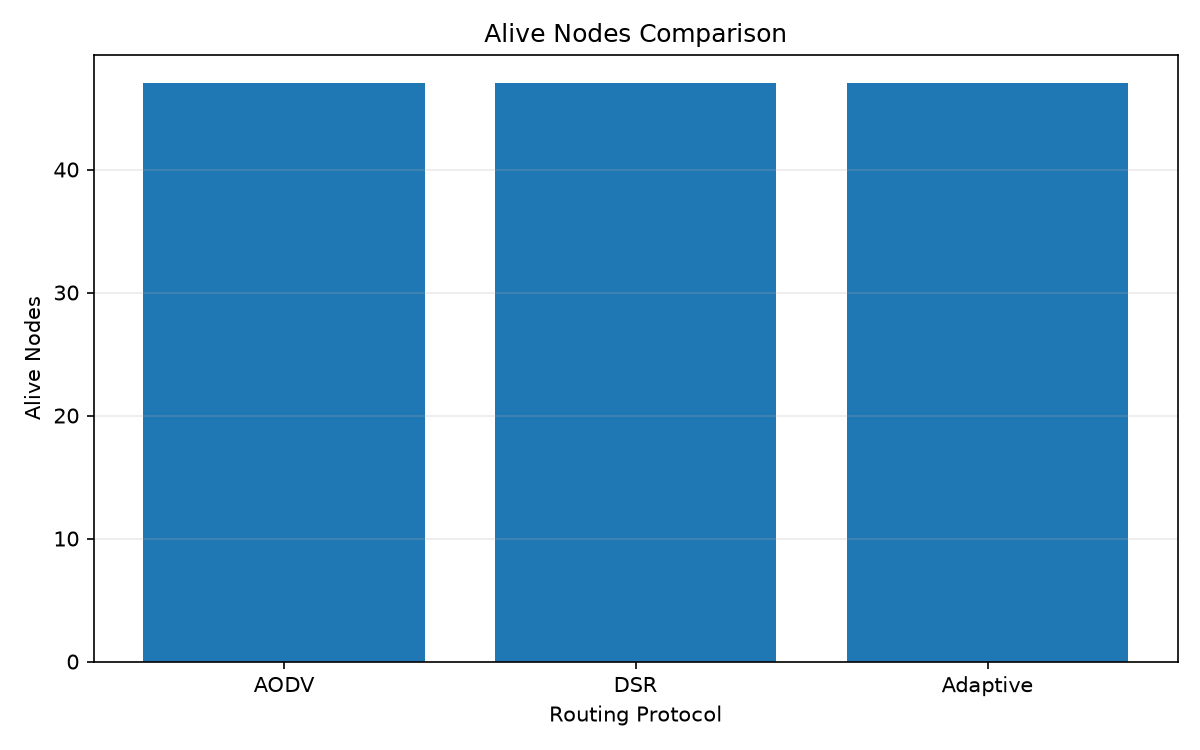 Alive Nodes Comparison
Alive Nodes
40
30
20
10
0
AODV DSR Adaptive
Routing Protocol